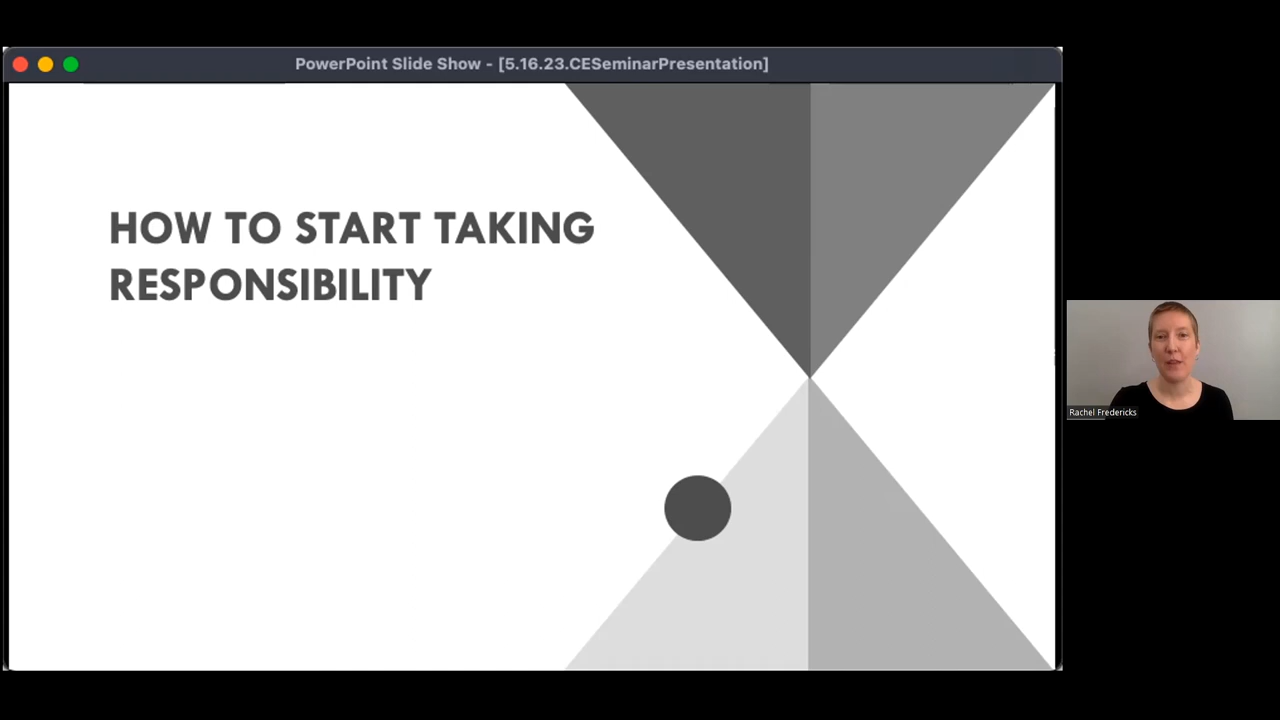 PowerPoint Slide Show - [5.16.23.CESeminarPresentation]
HOW TO START TAKING
RESPONSIBILITY
Rachel Fredericks